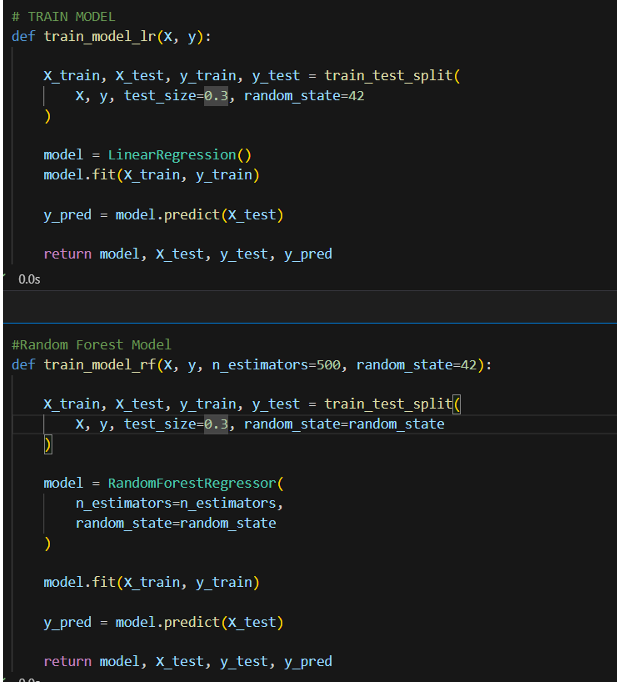 # TRAIN MODEL
def train_model_lr(X, y):
    X_train, X_test, y_train, y_test = train_test_split(
        X, y, test_size=0.3, random_state=42
    )
    model = LinearRegression()
    model.fit(X_train, y_train)
    y_pred = model.predict(X_test)
    return model, X_test, y_test, y_pred
0.0s
#Random Forest Model
def train_model_rf(X, y, n_estimators=500, random_state=42):
    X_train, X_test, y_train, y_test = train_test_split(
        X, y, test_size=0.3, random_state=random_state
    )
    model = RandomForestRegressor(
        n_estimators=n_estimators,
        random_state=random_state
    )
    model.fit(X_train, y_train)
    y_pred = model.predict(X_test)
    return model, X_test, y_test, y_pred